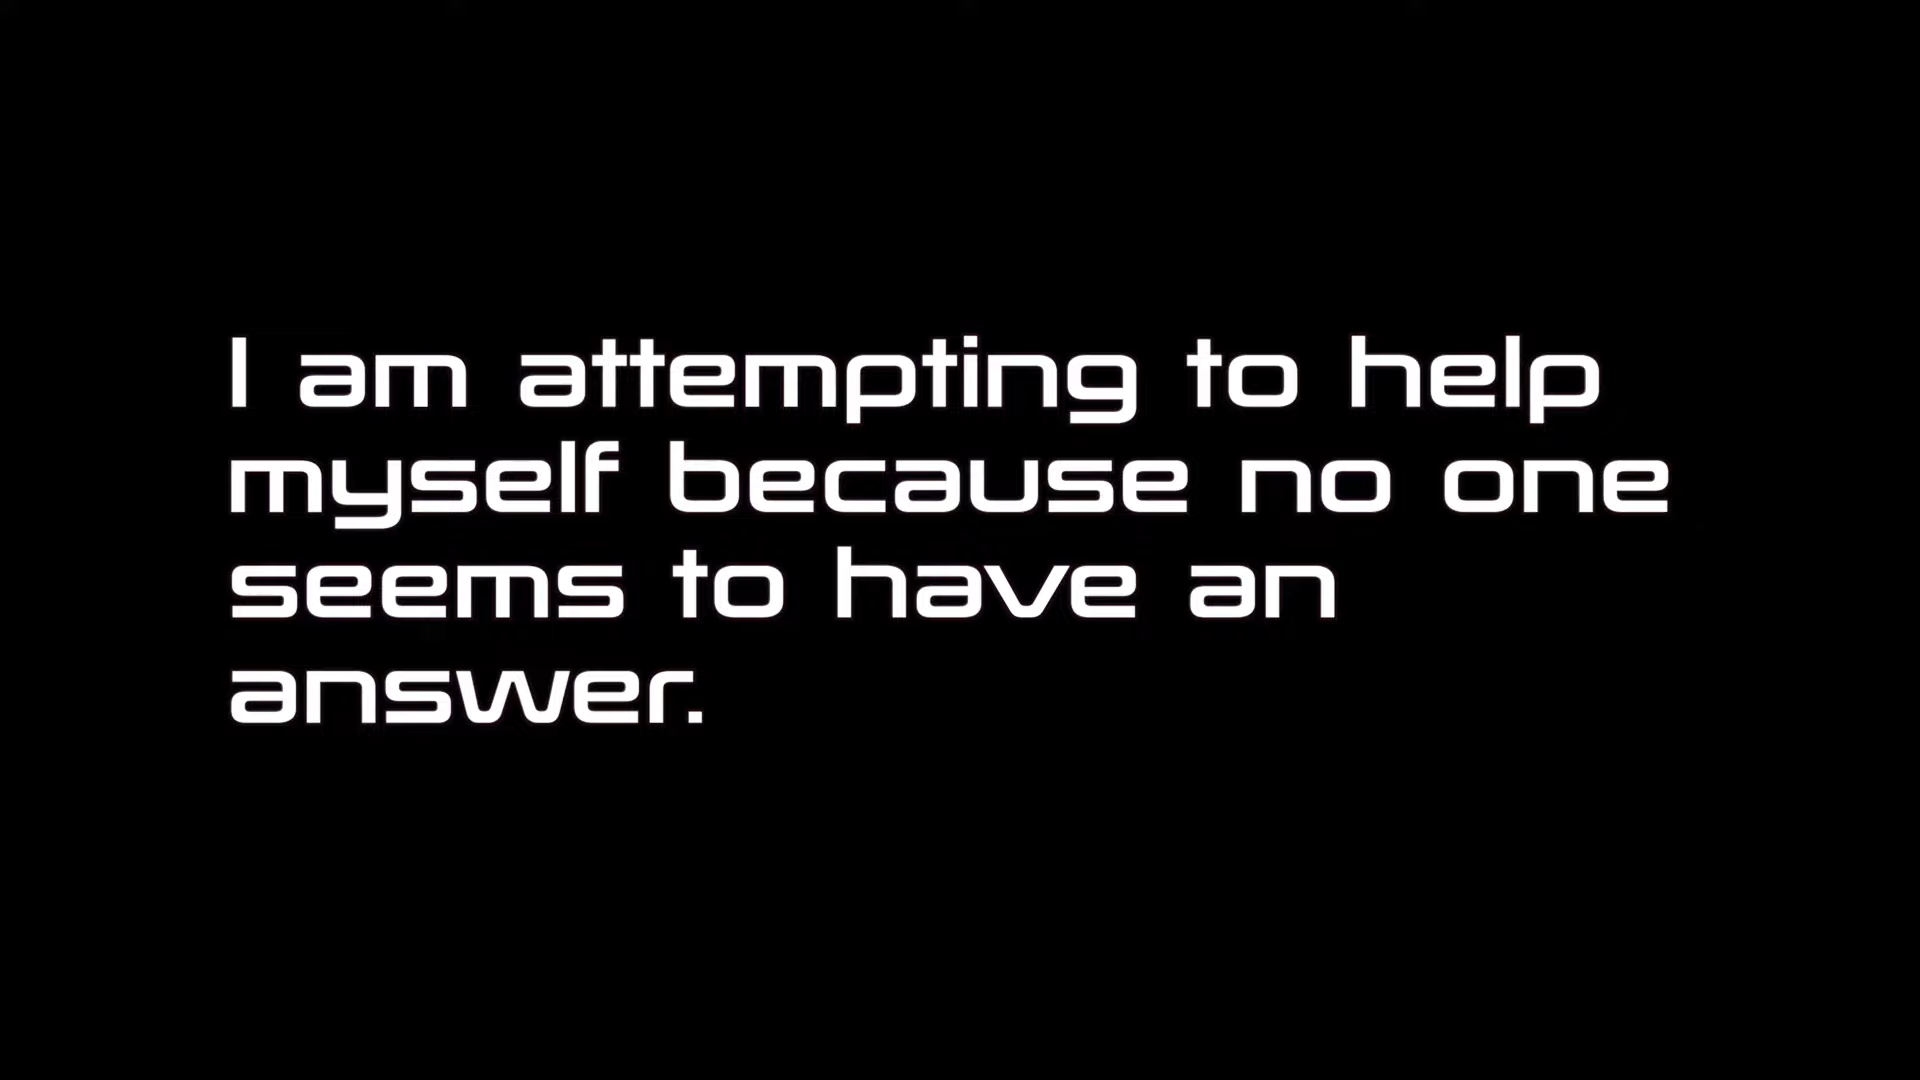 I am attempting to help
myself because no one
seems to have an
answer.